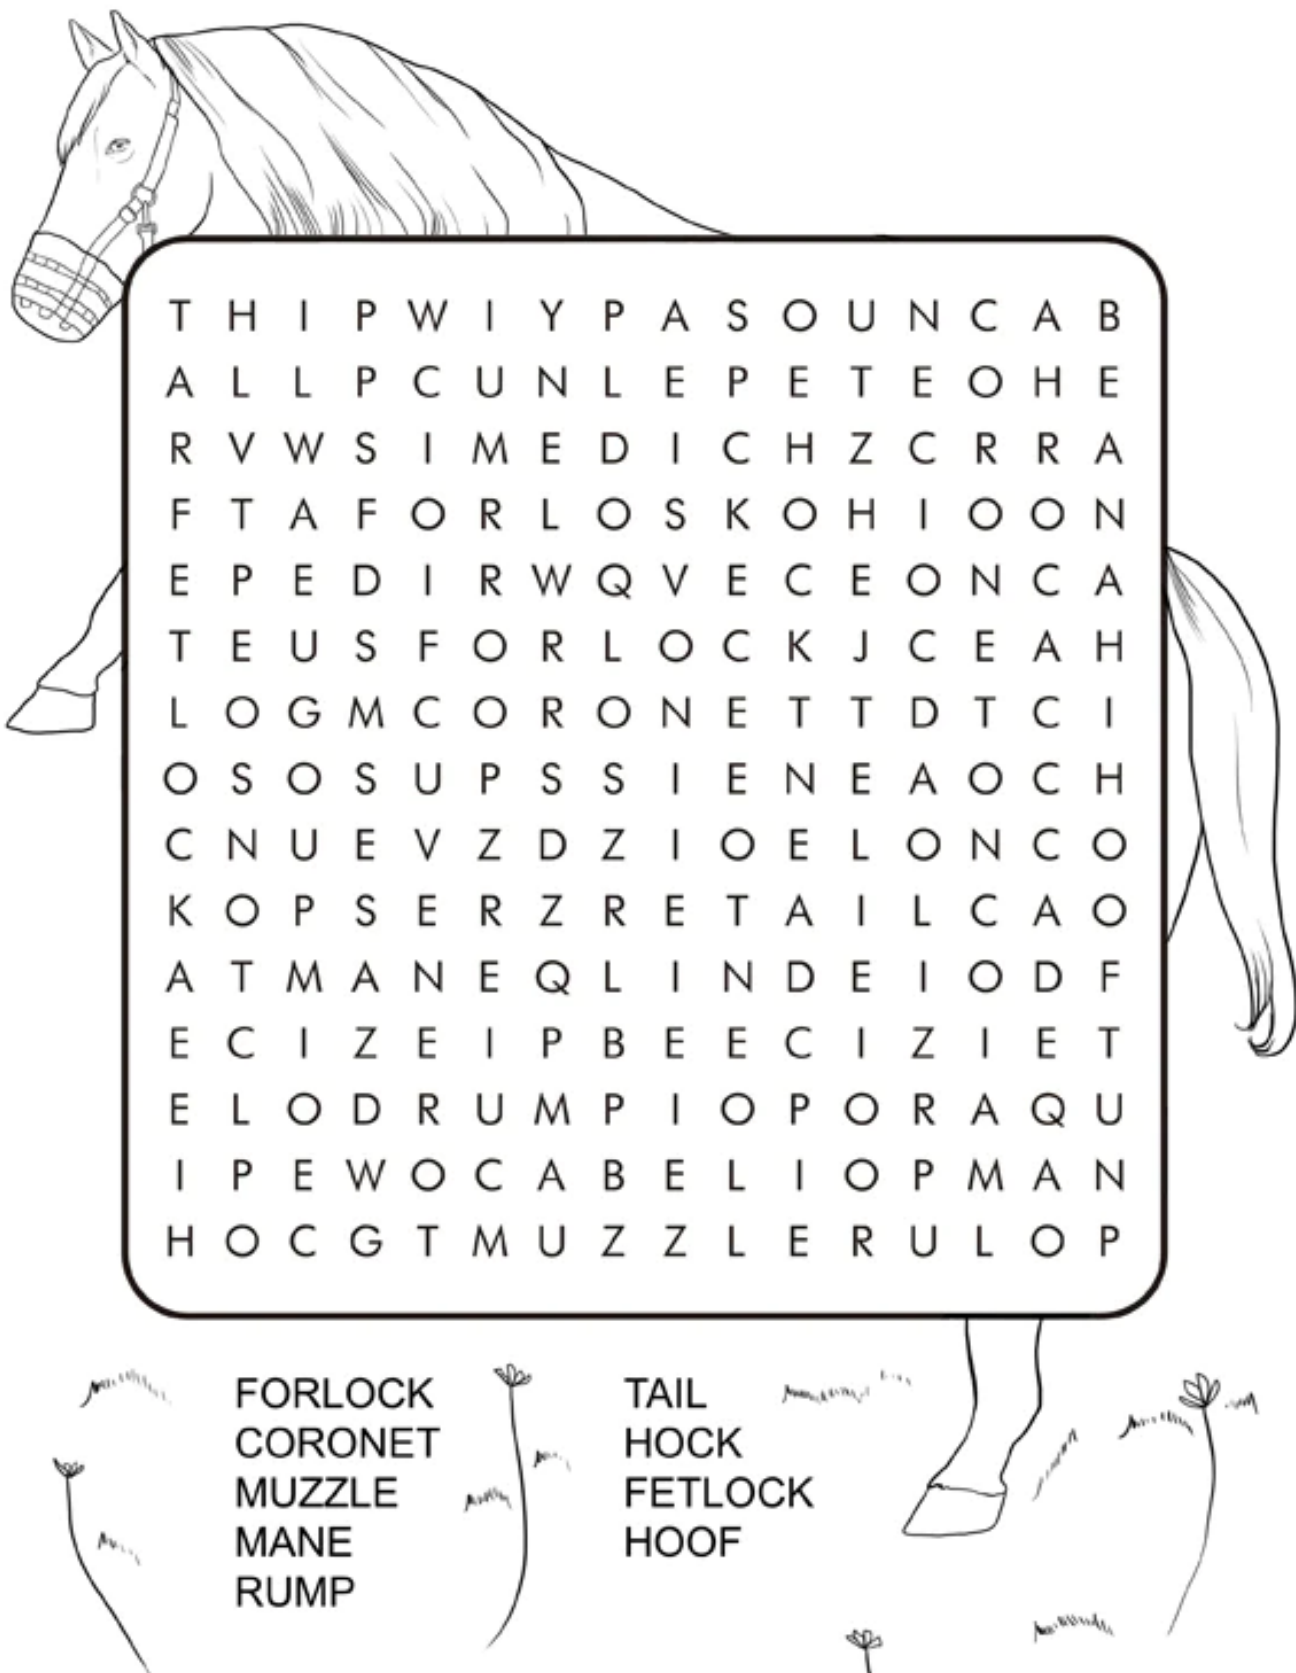 T H I P W I Y P A S O U N C A B
A L L P C U N L E P E T E O H E
R V W S I M E D I C H Z C R R A
F T A F O R L O S K O H I O O N
E P E D I R W Q V E C E O N C A
T E U S F O R L O C K J C E A H
L O G M C O R O N E T T D T C I
O S O S U P S S I E N E A O C H
C N U E V Z D Z I O E L O N C O
K O P S E R Z R E T A I L C A O
A T M A N E Q L I N D E I O D F
E C I Z E I P B E E C I Z I E T
E L O D R U M P I O P O R A Q U
I P E W O C A B E L I O P M A N
H O C G T M U Z Z L E R U L O P
FORLOCK
CORONET
MUZZLE
MANE
RUMP
TAIL
HOCK
FETLOCK
HOOF